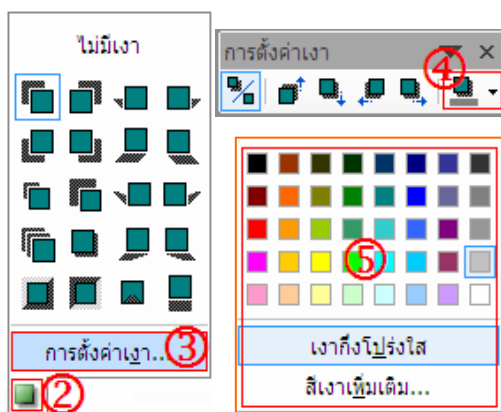 ไม่มีเงา
การตั้งค่าเงา...
③
②
การตั้งค่าเงา
④
⑤
เงากึ่งโปร่งใส
สีเงาเพิ่มเติม...